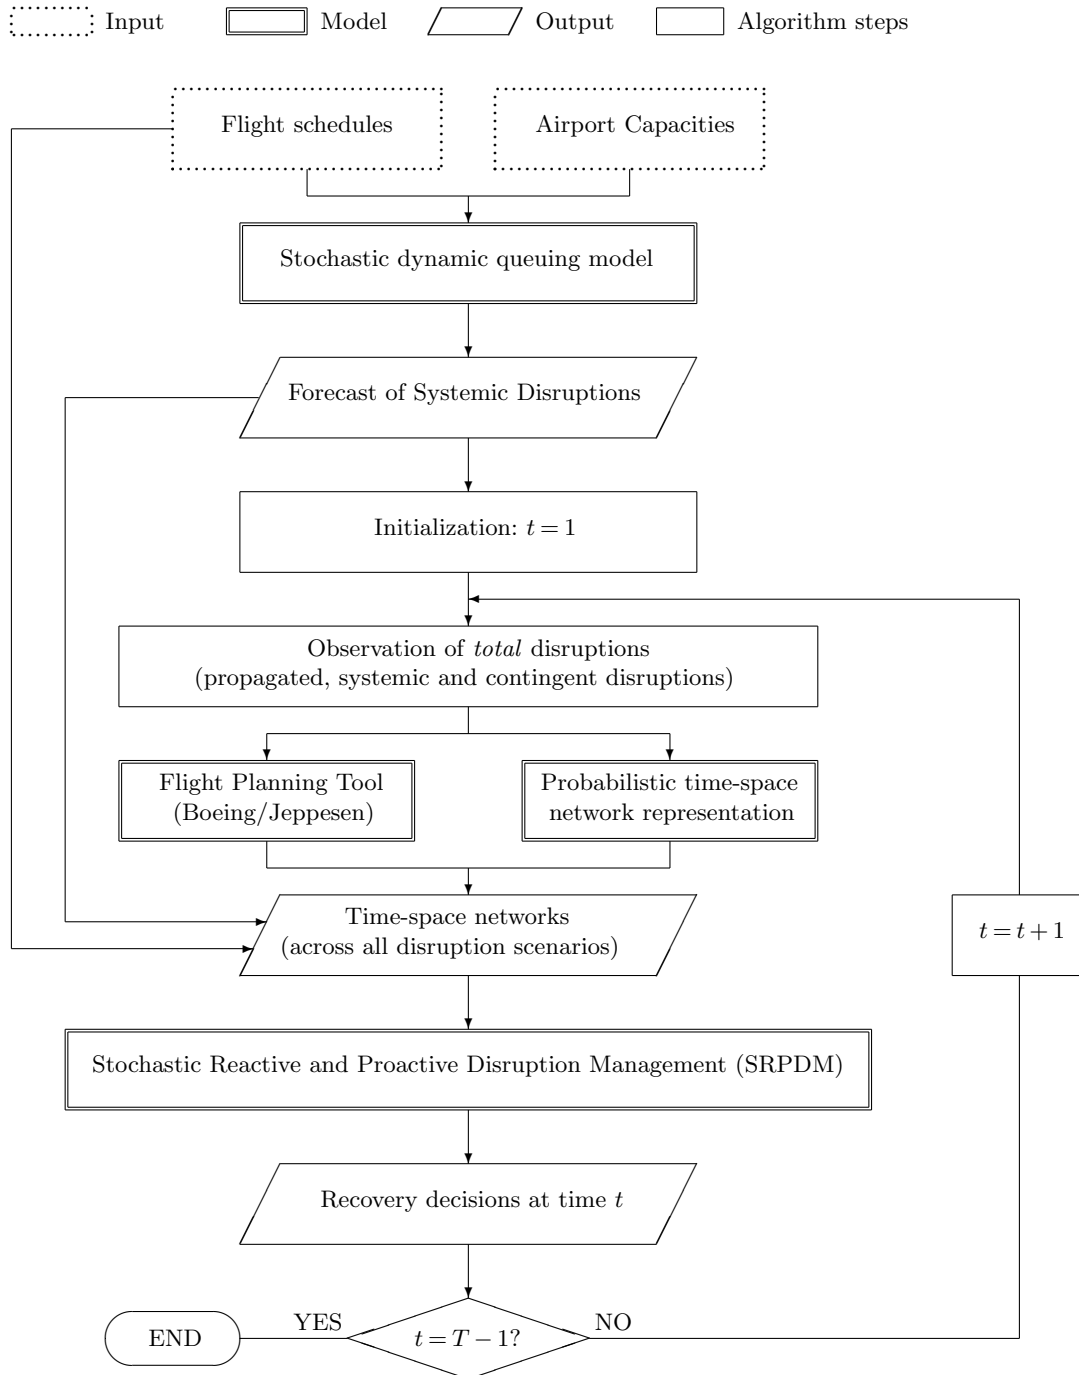 Input Model Output Algorithm steps
Flight schedules
Airport Capacities
Stochastic dynamic queuing model
Forecast of Systemic Disruptions
Initialization: t = 1
Observation of total disruptions
(propagated, systemic and contingent disruptions)
Flight Planning Tool
(Boeing/Jeppesen)
Probabilistic time-space
network representation
Time-space networks
(across all disruption scenarios)
t = t + 1
Stochastic Reactive and Proactive Disruption Management (SRPDM)
Recovery decisions at time t
END
YES
t = T − 1?
NO